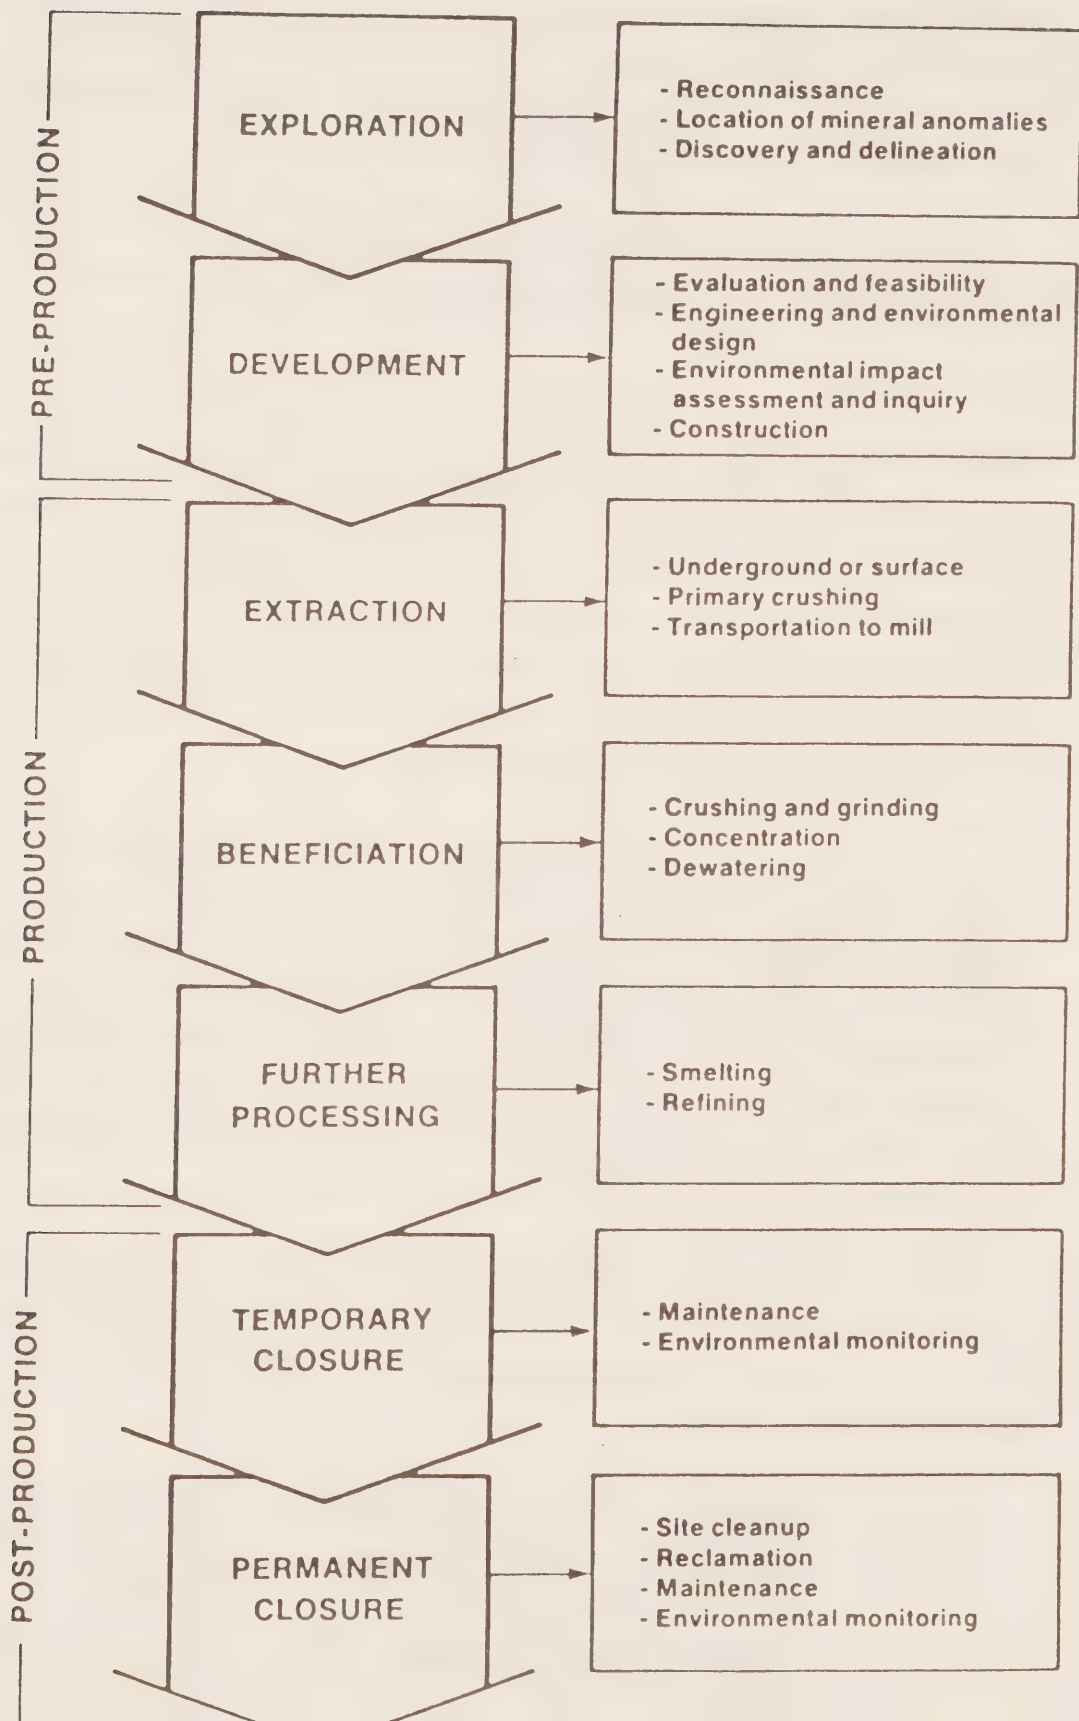 PRE-PRODUCTION
EXPLORATION
- Reconnaissance
- Location of mineral anomalies
- Discovery and delineation
DEVELOPMENT
- Evaluation and feasibility
- Engineering and environmental
design
- Environmental impact
assessment and inquiry
- Construction
PRODUCTION
EXTRACTION
- Underground or surface
- Primary crushing
- Transportation to mill
BENEFICIATION
- Crushing and grinding
- Concentration
- Dewatering
FURTHER
PROCESSING
- Smelting
- Refining
POST-PRODUCTION
TEMPORARY
CLOSURE
- Maintenance
- Environmental monitoring
PERMANENT
CLOSURE
- Site cleanup
- Reclamation
- Maintenance
- Environmental monitoring